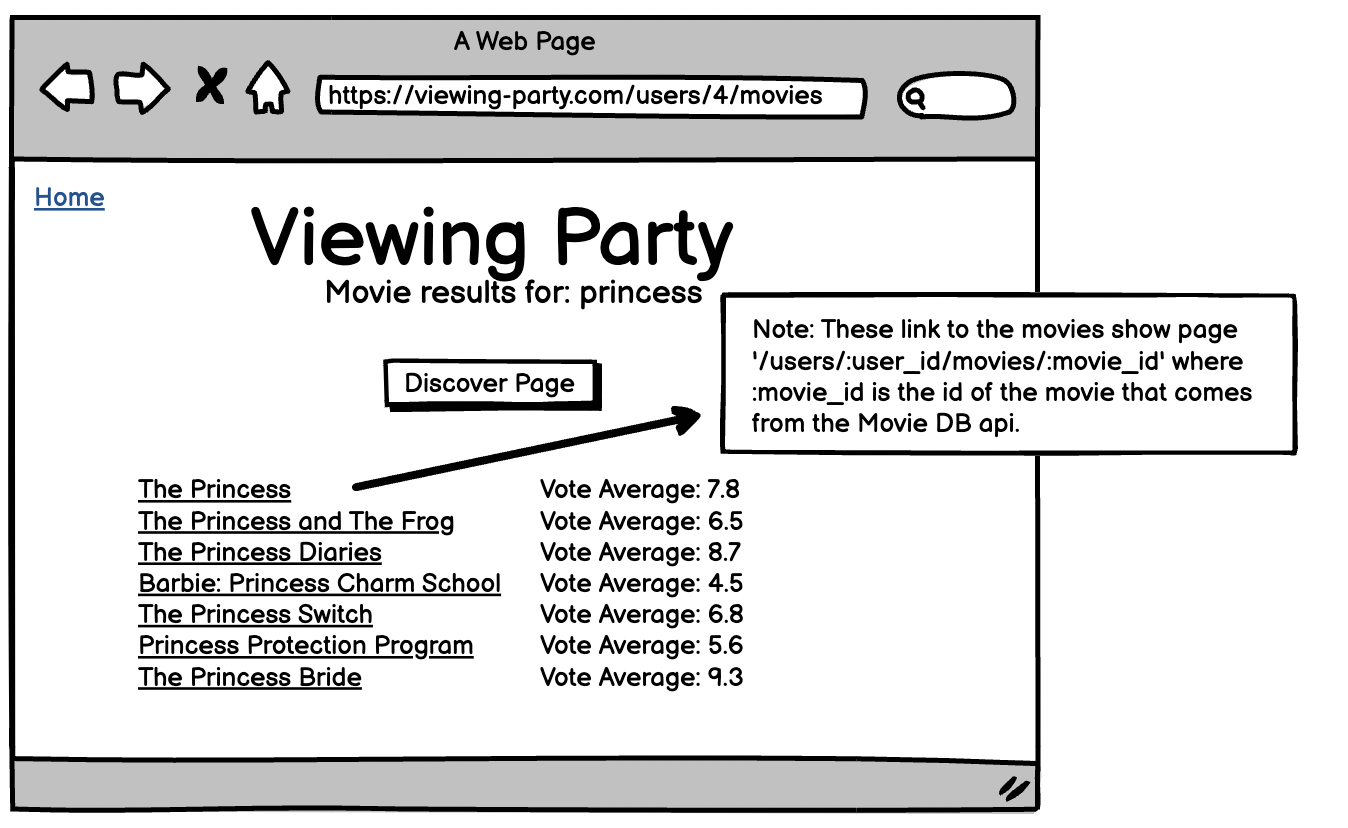 A Web Page
https://viewing-party.com/users/4/movies
Home
Viewing Party
Movie results for: princess
Note: These link to the movies show page
'/users/:user_id/movies/:movie_id' where
:movie_id is the id of the movie that comes
from the Movie DB api.
Discover Page
The Princess Vote Average: 7.8
The Princess and The Frog Vote Average: 6.5
The Princess Diaries Vote Average: 8.7
Barbie: Princess Charm School Vote Average: 4.5
The Princess Switch Vote Average: 6.8
Princess Protection Program Vote Average: 5.6
The Princess Bride Vote Average: 9.3